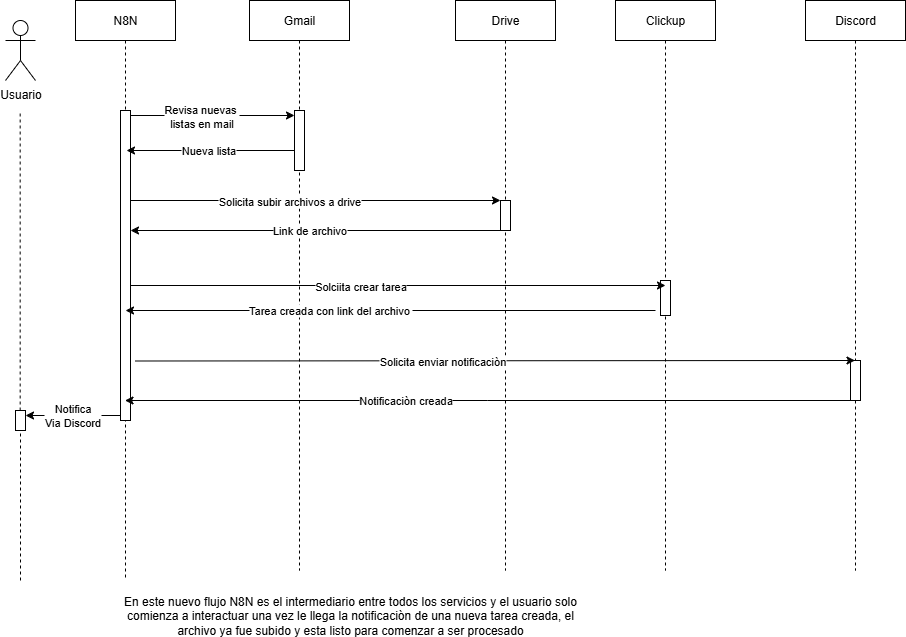 N8N
Gmail
Drive
Clickup
Discord
Usuario
Revisa nuevas
listas en mail
Nueva lista
Solicita subir archivos a drive
Link de archivo
Solciita crear tarea
Tarea creada con link del archivo
Solicita enviar notificaciòn
Notificaciòn creada
Notifica
Via Discord
En este nuevo flujo N8N es el intermediario entre todos los servicios y el usuario solo
comienza a interactuar una vez le llega la notificaciòn de una nueva tarea creada, el
archivo ya fue subido y esta listo para comenzar a ser procesado